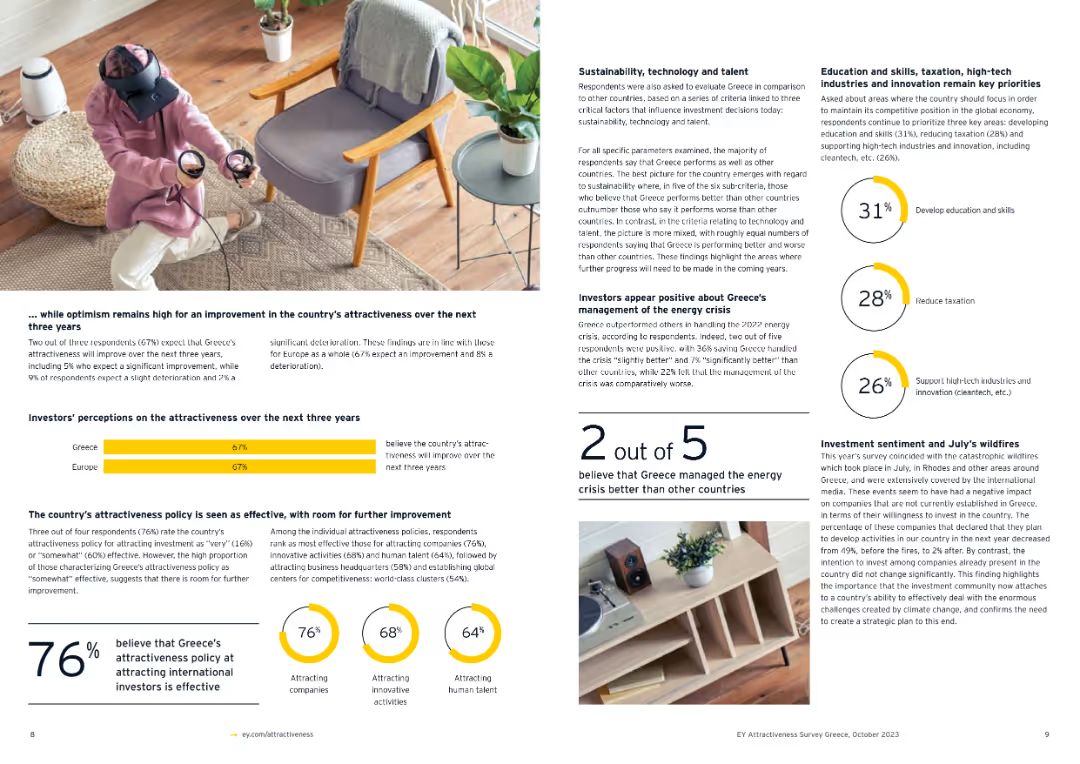 ... while optimism remains high for an improvement in the country's attractiveness over the next
three years
Two out of three respondents (67%) expect that Greece's
attractiveness will improve over the next three years,
including 5% who expect a significant improvement, while
9% of respondents expect a slight deterioration and 2% a
significant deterioration. These findings are in line with those
for Europe as a whole (67% expect an improvement and 8% a
deterioration).
Investors' perceptions on the attractiveness over the next three years
Greece 67%
Europe 67%
believe the country's attrac-
tiveness will improve over the
next three years
The country's attractiveness policy is seen as effective, with room for further improvement
Three out of four respondents (76%) rate the country's
attractiveness policy for attracting investment as "very" (16%)
or "somewhat" (60%) effective. However, the high proportion
of those characterizing Greece's attractiveness policy as
"somewhat" effective, suggests that there is room for further
improvement.
Among the individual attractiveness policies, respondents
rank as most effective those for attracting companies (76%),
innovative activities (68%) and human talent (64%), followed by
attracting business headquarters (58%) and establishing global
centers for competitiveness: world-class clusters (54%).
76%
believe that Greece's
attractiveness policy at
attracting international
investors is effective
76%
Attracting
companies
68%
Attracting
innovative
activities
64%
Attracting
human talent
8
→ ey.com/attractiveness
Sustainability, technology and talent
Respondents were also asked to evaluate Greece in comparison
to other countries, based on a series of criteria linked to three
critical factors that influence investment decisions today:
sustainability, technology and talent.
For all specific parameters examined, the majority of
respondents say that Greece performs as well as other
countries. The best picture for the country emerges with regard
to sustainability where, in five of the six sub-criteria, those
who believe that Greece performs better than other countries
outnumber those who say it performs worse than other
countries. In contrast, in the criteria relating to technology and
talent, the picture is more mixed, with roughly equal numbers of
respondents saying that Greece is performing better and worse
than other countries. These findings highlight the areas where
further progress will need to be made in the coming years.
Investors appear positive about Greece's
management of the energy crisis
Greece outperformed others in handling the 2022 energy
crisis, according to respondents. Indeed, two out of five
respondents were positive, with 36% saying Greece handled
the crisis "slightly better" and 7% "significantly better" than
other countries, while 22% felt that the management of the
crisis was comparatively worse.
2 out of 5
believe that Greece managed the energy
crisis better than other countries
Education and skills, taxation, high-tech
industries and innovation remain key priorities
Asked about areas where the country should focus in order
to maintain its competitive position in the global economy,
respondents continue to prioritize three key areas: developing
education and skills (31%), reducing taxation (28%) and
supporting high-tech industries and innovation, including
cleantech, etc. (26%).
31% Develop education and skills
28% Reduce taxation
26% Support high-tech industries and
innovation (cleantech, etc.)
Investment sentiment and July's wildfires
This year's survey coincided with the catastrophic wildfires
which took place in July, in Rhodes and other areas around
Greece, and were extensively covered by the international
media. These events seem to have had a negative impact
on companies that are not currently established in Greece,
in terms of their willingness to invest in the country. The
percentage of these companies that declared that they plan
to develop activities in our country in the next year decreased
from 49%, before the fires, to 2% after. By contrast, the
intention to invest among companies already present in the
country did not change significantly. This finding highlights
the importance that the investment community now attaches
to a country's ability to effectively deal with the enormous
challenges created by climate change, and confirms the need
to create a strategic plan to this end.
EY Attractiveness Survey Greece, October 2023
9